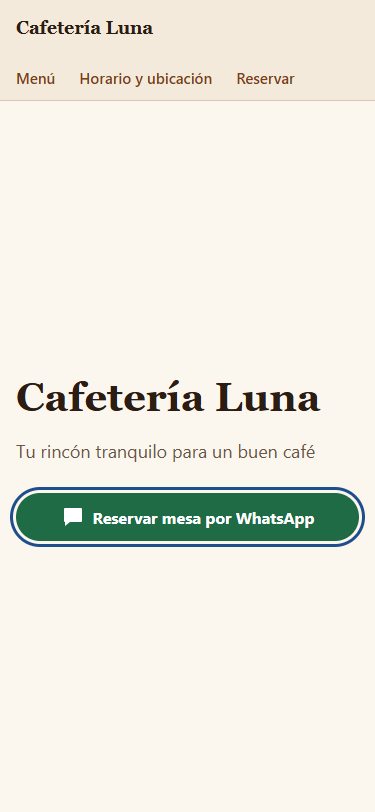 Cafetería Luna
Menú Horario y ubicación Reservar
Cafetería Luna
Tu rincón tranquilo para un buen café
Reservar mesa por WhatsApp